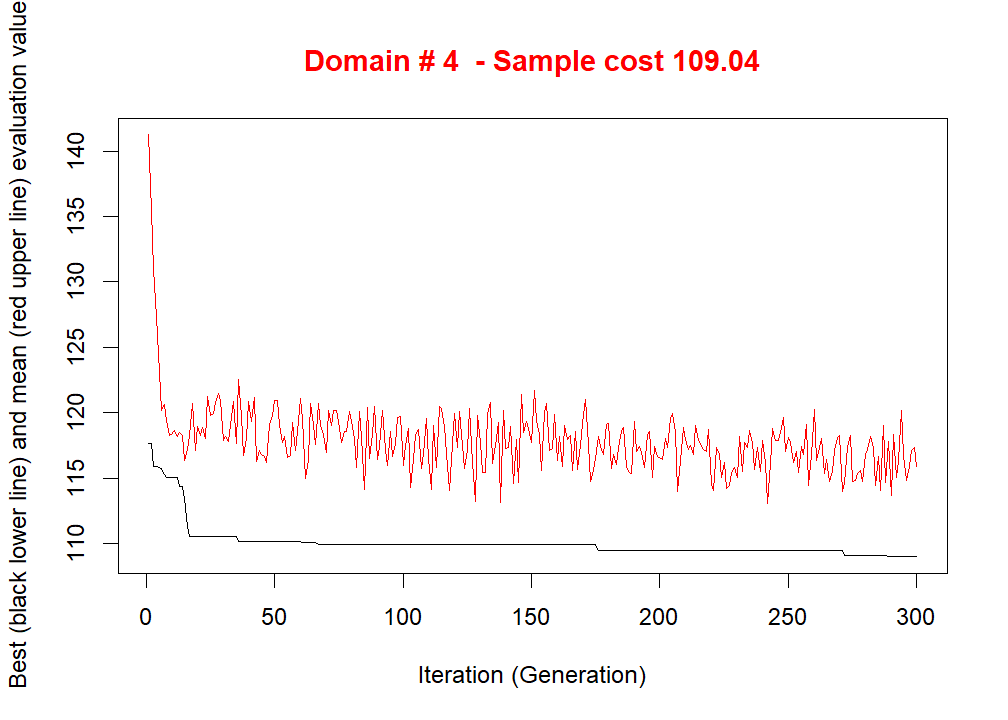 Domain # 4 - Sample cost 109.04
Best (black lower line) and mean (red upper line) evaluation value
140
135
130
125
120
115
110
0 50 100 150 200 250 300
Iteration (Generation)